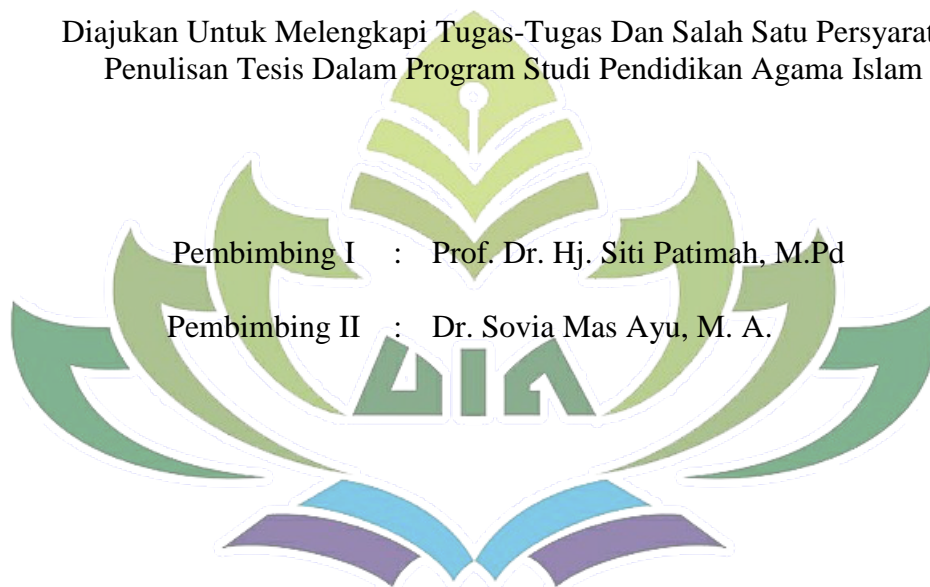 Diajukan Untuk Melengkapi Tugas-Tugas Dan Salah Satu Persyarat
Penulisan Tesis Dalam Program Studi Pendidikan Agama Islam
Pembimbing I : Prof. Dr. Hj. Siti Patimah, M.Pd
Pembimbing II : Dr. Sovia Mas Ayu, M. A.
UIN